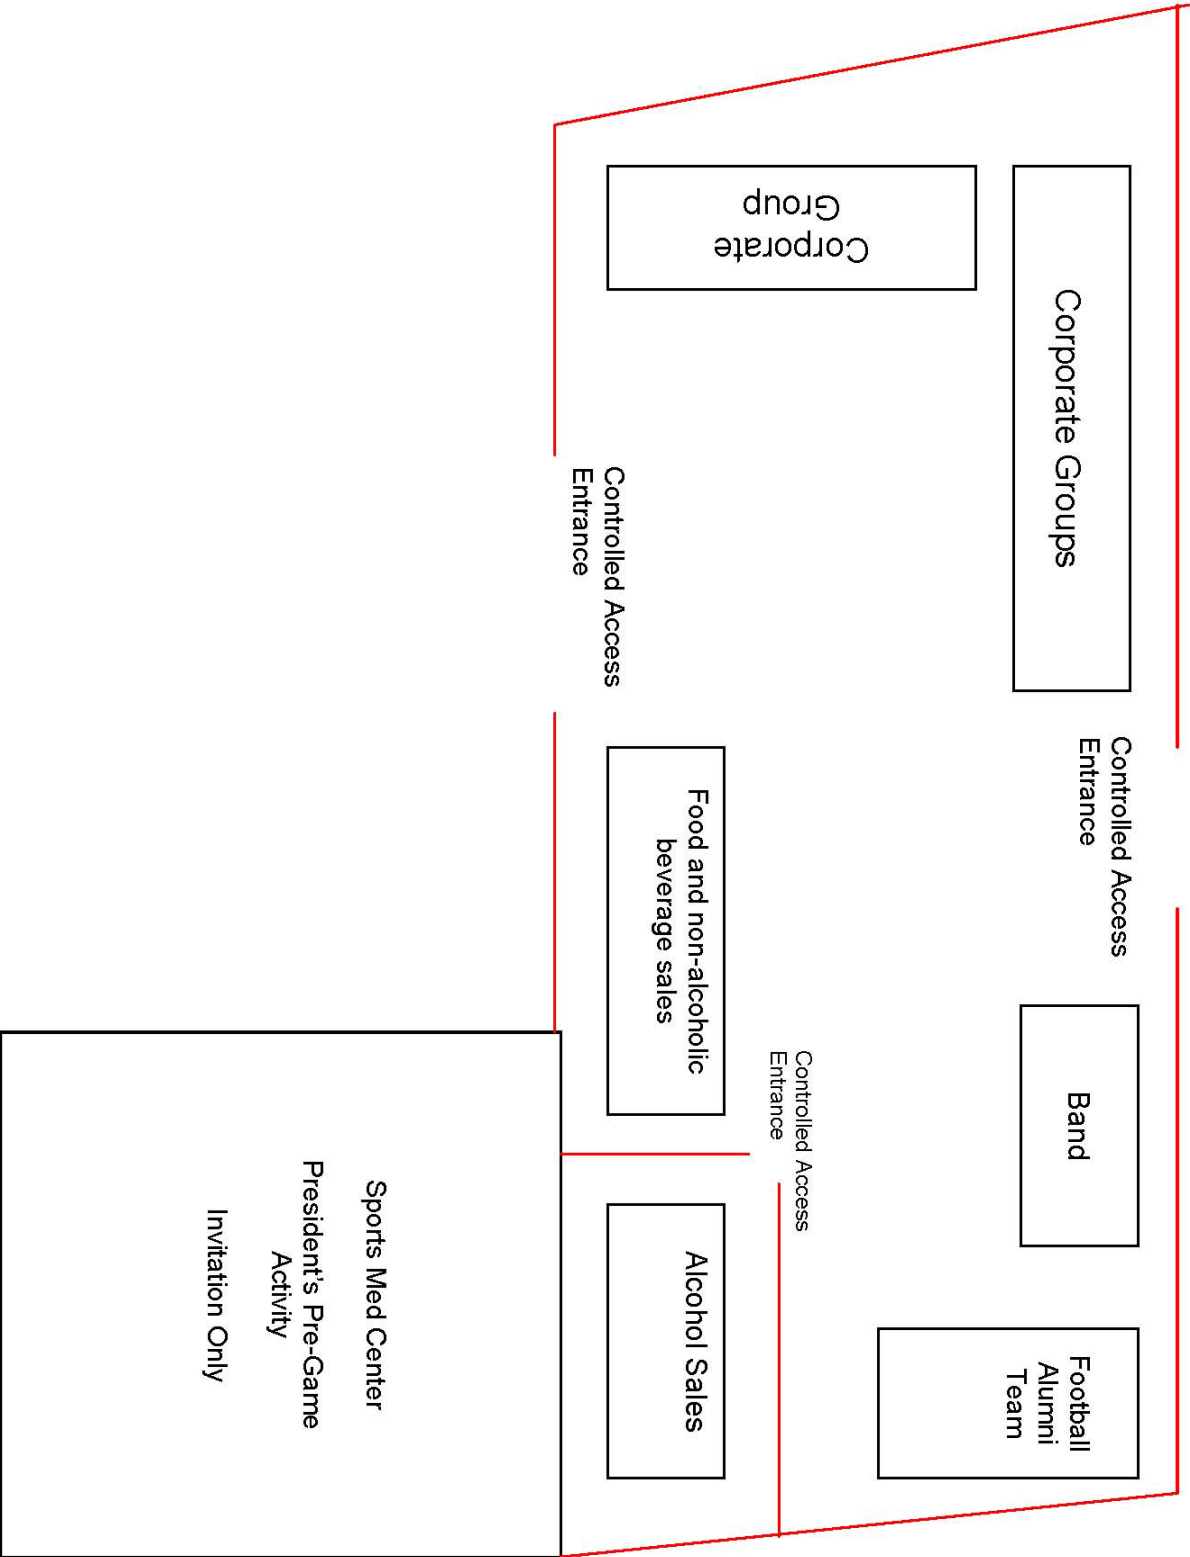 Corporate
Group
Corporate Groups
Controlled Access
Entrance
Controlled Access
Entrance
Food and non-alcoholic
beverage sales
Band
Controlled Access
Entrance
Football
Alumni
Team
Alcohol Sales
Sports Med Center
President's Pre-Game
Activity
Invitation Only